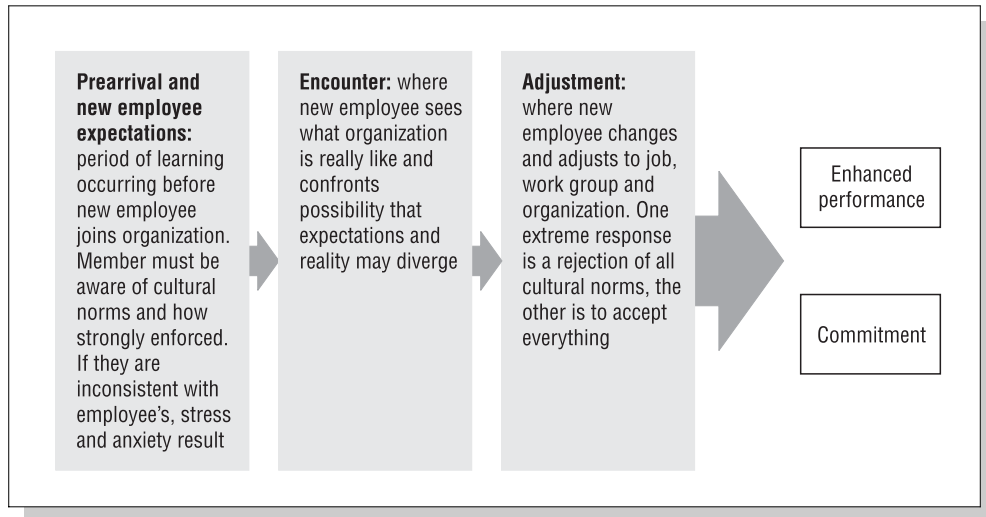 Prearrival and
new employee
expectations:
period of learning
occurring before
new employee
joins organization.
Member must be
aware of cultural
norms and how
strongly enforced.
If they are
inconsistent with
employee’s, stress
and anxiety result
Encounter: where
new employee sees
what organization
is really like and
confronts
possibility that
expectations and
reality may diverge
Adjustment:
where new
employee changes
and adjusts to job,
work group and
organization. One
extreme response
is a rejection of all
cultural norms, the
other is to accept
everything
Enhanced
performance
Commitment